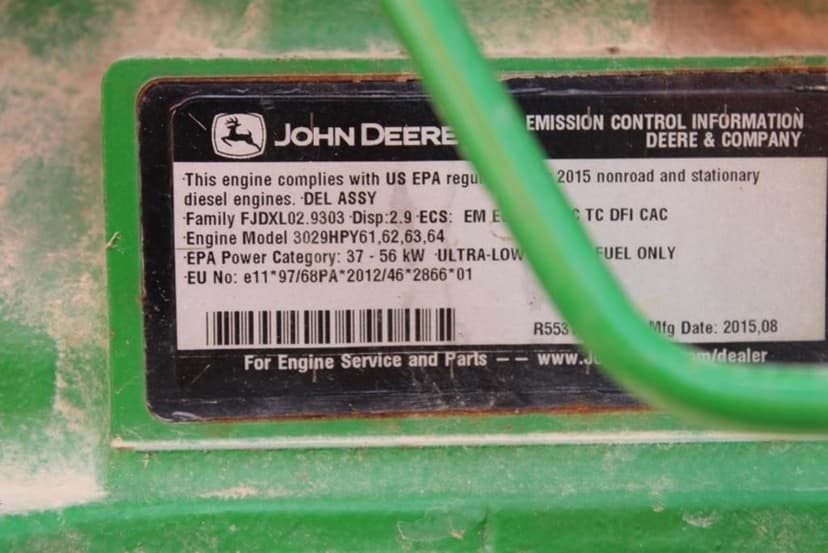 JOHN DEERE
EMISSION CONTROL INFORMATION
DEERE & COMPANY
This engine complies with US EPA 2015 nonroad and stationary
diesel engines. DEL ASSY
Family FJDXL02.9303 Disp:2.9 ECS: EM TC DFI CAC
Engine Model 3029HPY61,62,63,64
EPA Power Category: 37 - 56 kW ULTRA-LOW FUEL ONLY
EU No: e11*97/68PA*2012/46*2866*01
Mfg Date: 2015,08
For Engine Service and Parts -- www.